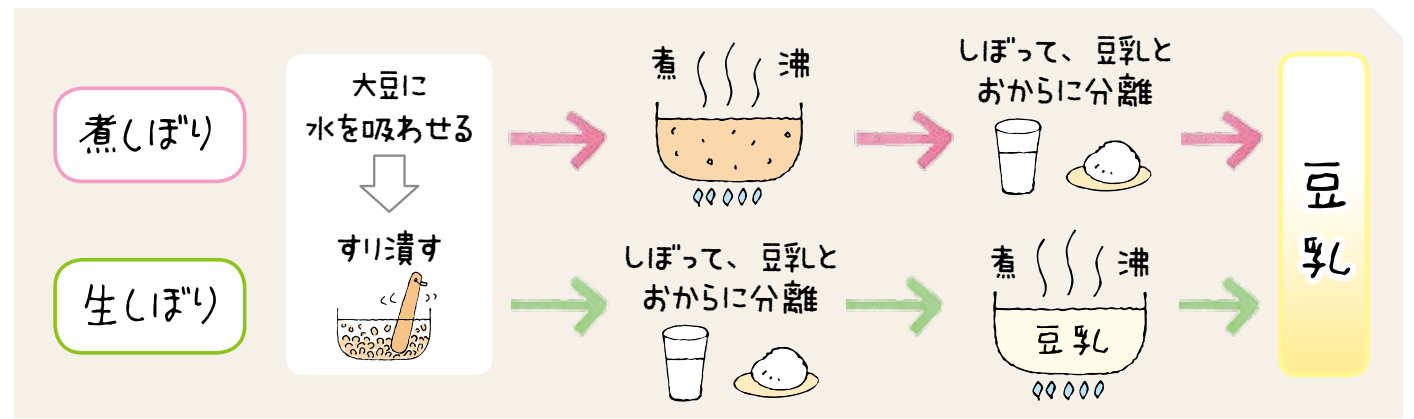 煮しぼり
生しぼり
大豆に
水を吸わせる
すり潰す
煮 沸
しぼって、豆乳と
おからに分離
しぼって、豆乳と
おからに分離
煮 沸
豆乳
豆乳